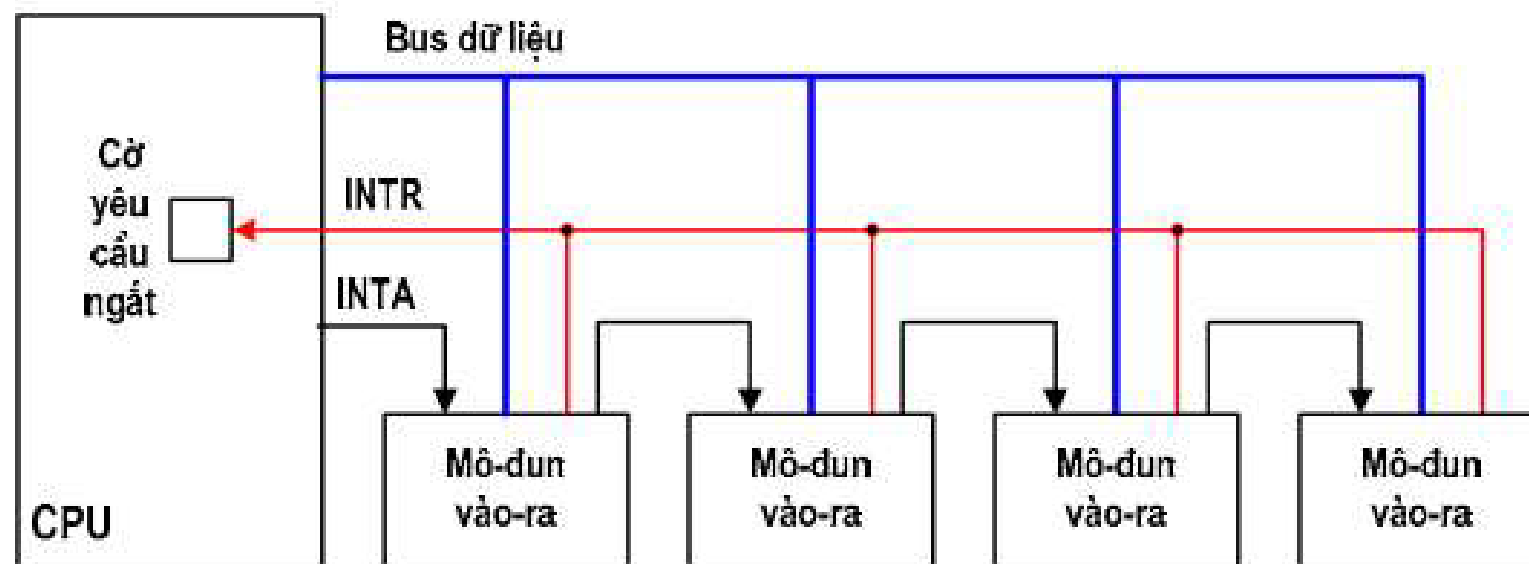 Bus dữ liệu
Cờ
yêu
cầu
ngắt
INTR
INTA
CPU
Mô-đun
vào-ra
Mô-đun
vào-ra
Mô-đun
vào-ra
Mô-đun
vào-ra